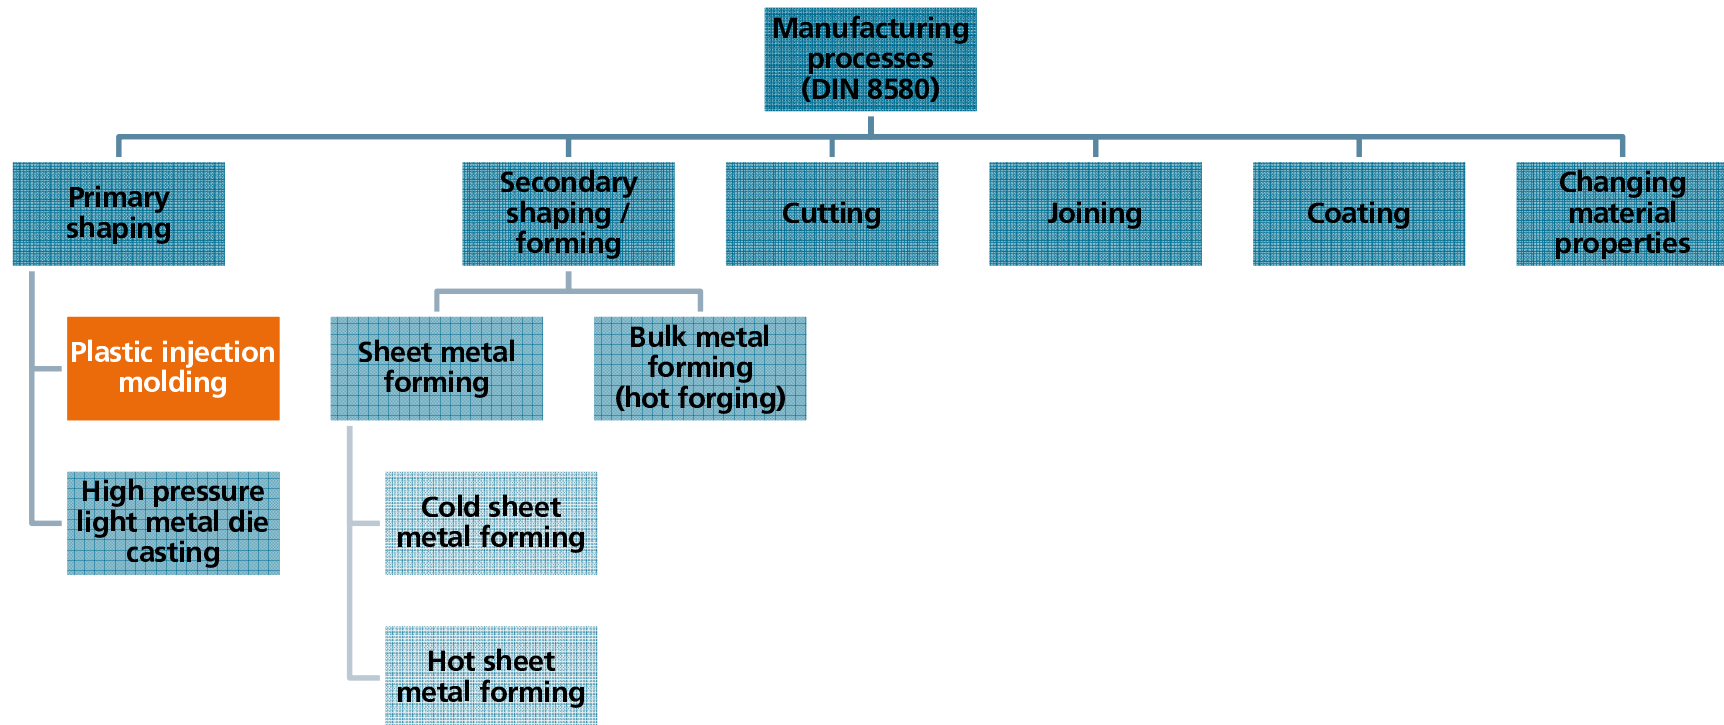 Manufacturing
processes
(DIN 8580)
Primary
shaping
Secondary
shaping /
forming
Cutting
Joining
Coating
Changing
material
properties
Plastic injection
molding
Sheet metal
forming
Bulk metal
forming
(hot forging)
High pressure
light metal die
casting
Cold sheet
metal forming
Hot sheet
metal forming